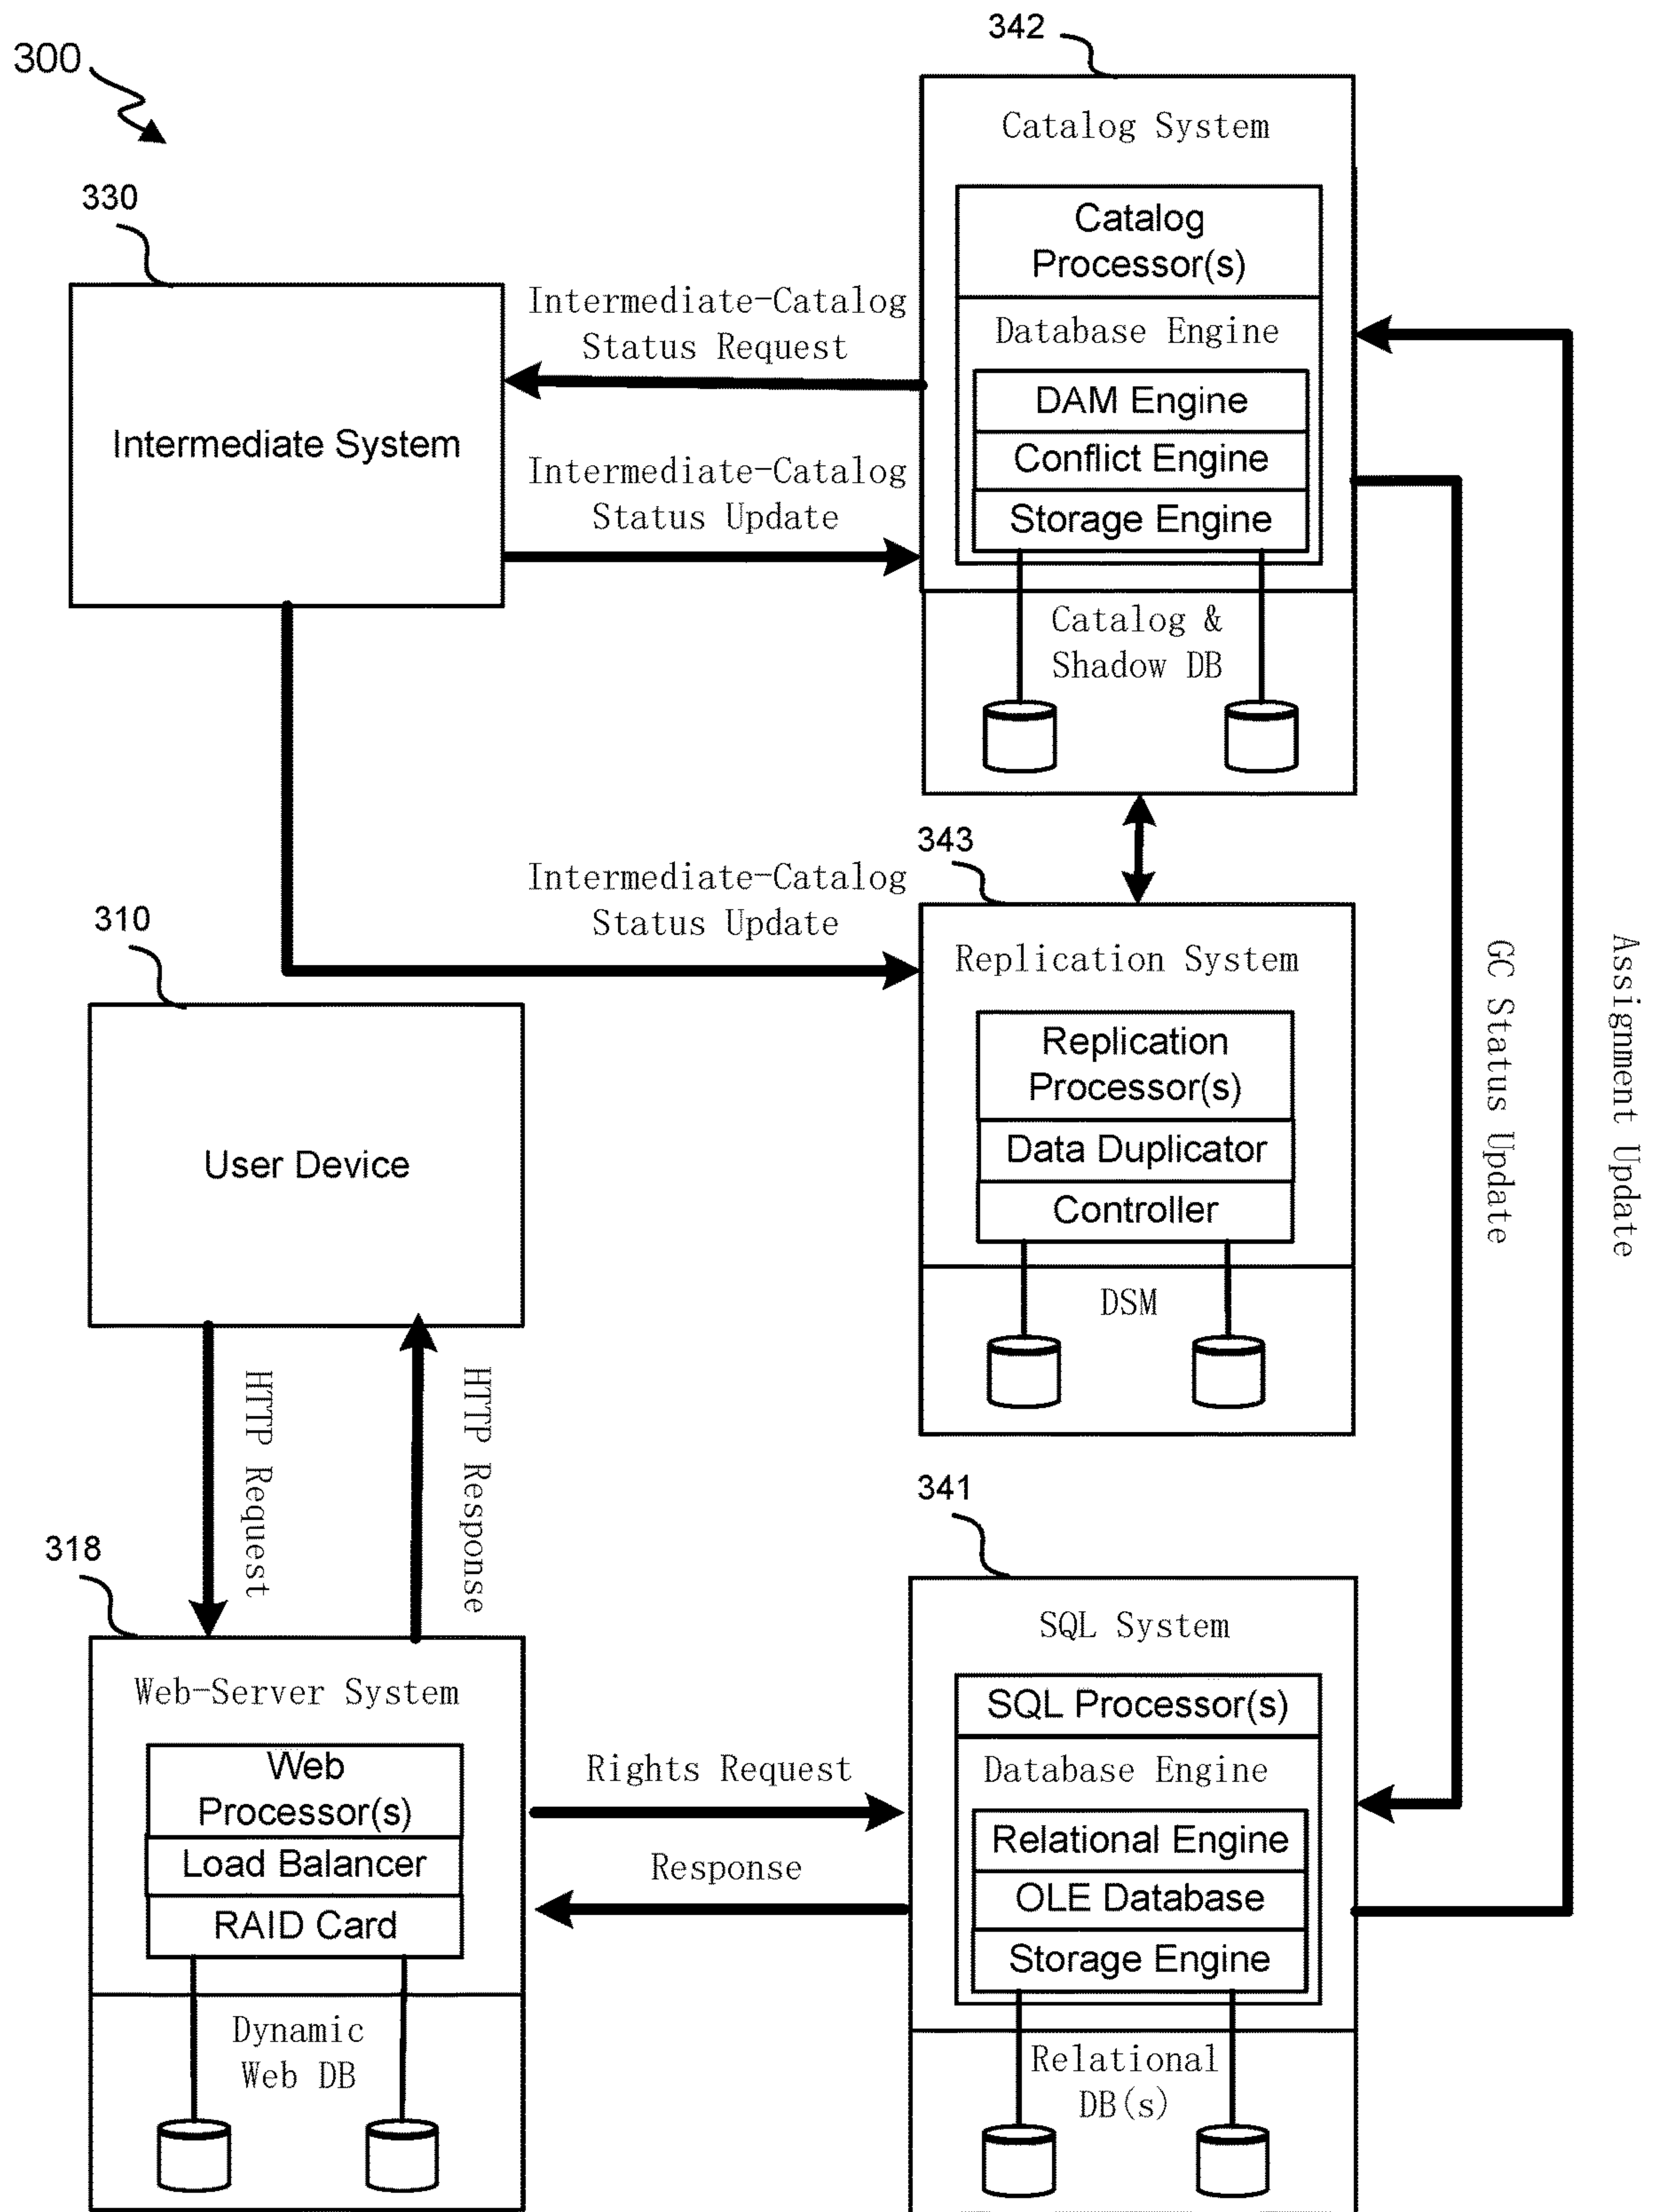 300
342
Catalog System
Catalog
Processor(s)
Database Engine
DAM Engine
Conflict Engine
Storage Engine
Catalog &
Shadow DB
330
Intermediate System
Intermediate-Catalog
Status Request
Intermediate-Catalog
Status Update
Intermediate-Catalog
Status Update
343
Replication System
Replication
Processor(s)
Data Duplicator
Controller
DSM
GC Status Update
Assignment Update
310
User Device
HTTP Request
HTTP Response
318
Web-Server System
Web
Processor(s)
Load Balancer
RAID Card
Dynamic
Web DB
Rights Request
Response
341
SQL System
SQL Processor(s)
Database Engine
Relational Engine
OLE Database
Storage Engine
Relational
DB(s)